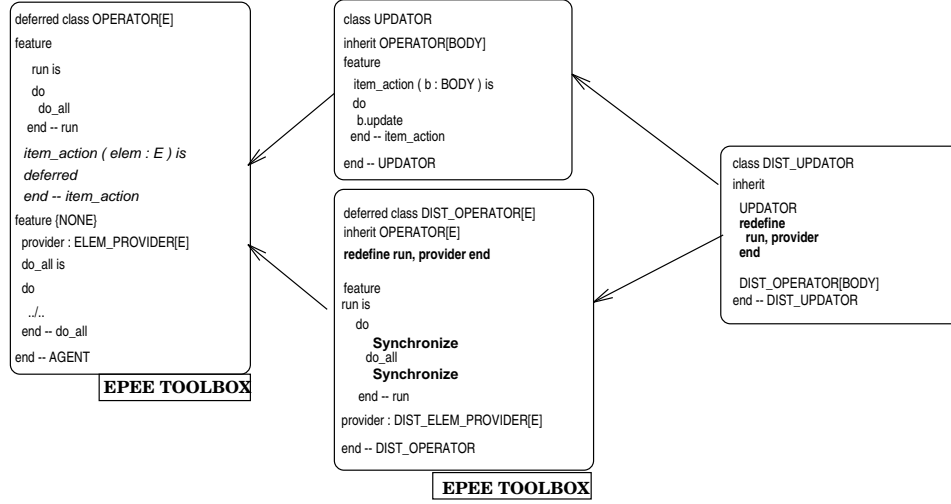 deferred class OPERATOR[E]
feature
run is
do
do_all
end -- run
item_action ( elem : E ) is
deferred
end -- item_action
feature {NONE}
provider : ELEM_PROVIDER[E]
do_all is
do
../..
end -- do_all
end -- AGENT
EPEE TOOLBOX
class UPDATOR
inherit OPERATOR[BODY]
feature
item_action ( b : BODY ) is
do
b.update
end -- item_action
end -- UPDATOR
deferred class DIST_OPERATOR[E]
inherit OPERATOR[E]
redefine run, provider end
feature
run is
do
Synchronize
do_all
Synchronize
end -- run
provider : DIST_ELEM_PROVIDER[E]
end -- DIST_OPERATOR
EPEE TOOLBOX
class DIST_UPDATOR
inherit
UPDATOR
redefine
run, provider
end
DIST_OPERATOR[BODY]
end -- DIST_UPDATOR